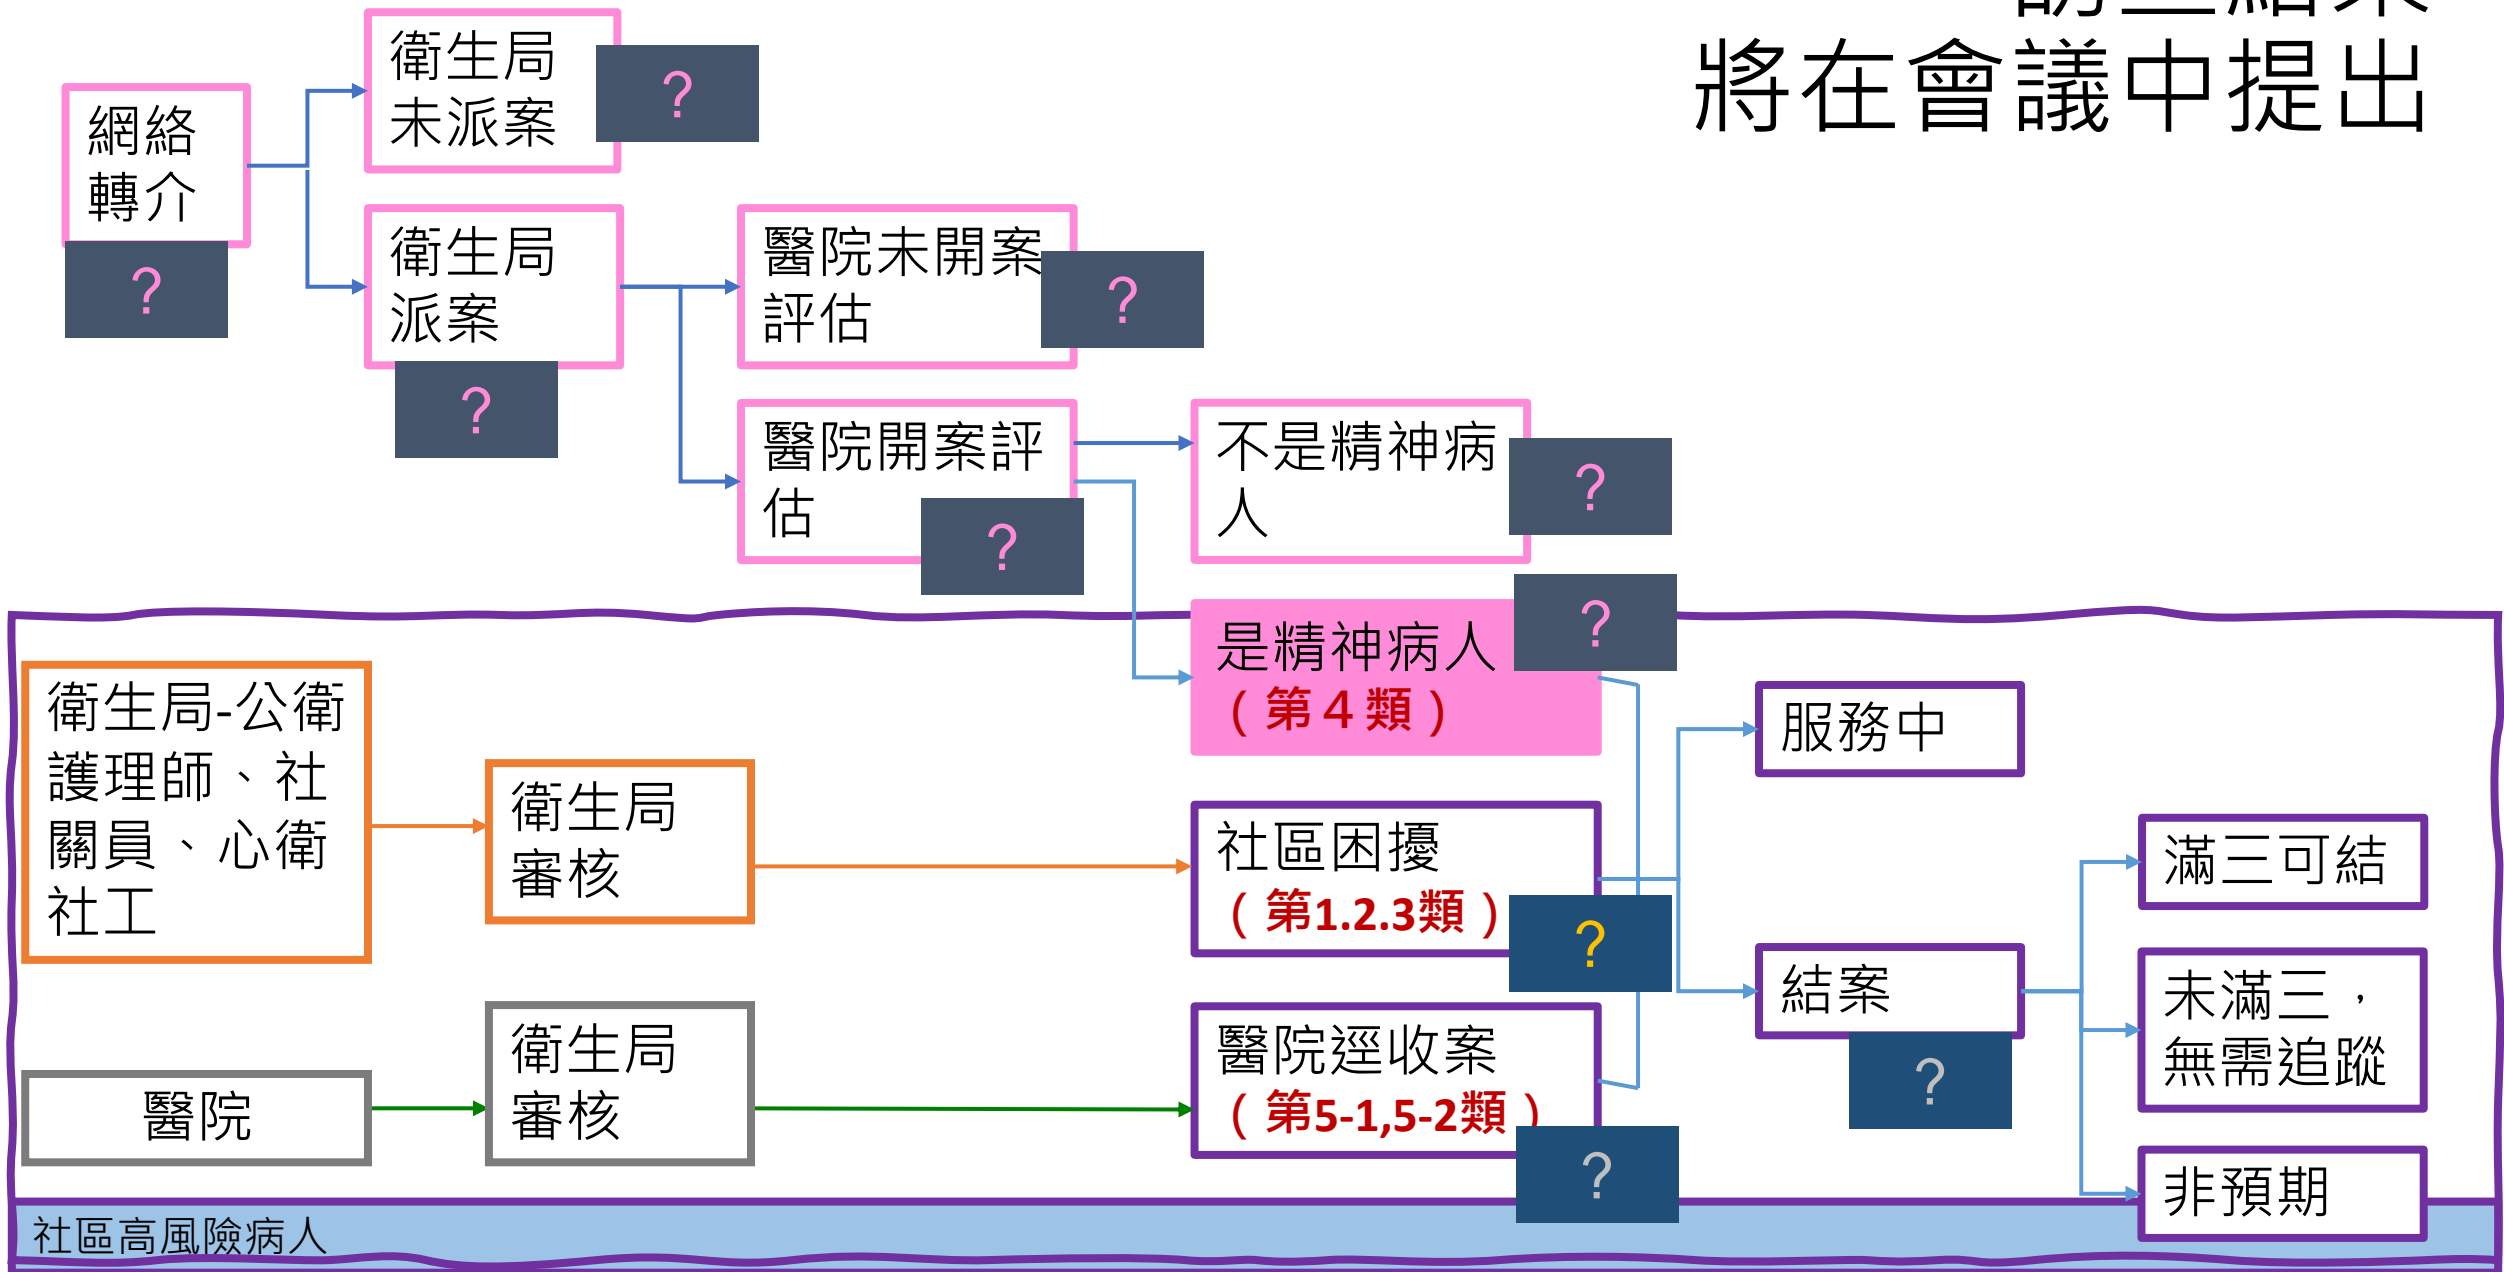 將在會議中提出
衛生局
未派案
?
網絡
轉介
?
衛生局
派案
?
醫院未開案
評估
?
醫院開案評
估
?
不是精神病
人
?
是精神病人
（第4類）
?
衛生局-公衛
護理師、社
關員、心衛
社工
衛生局
審核
社區困擾
（第1.2.3類）
?
醫院
衛生局
審核
醫院逕收案
（第5-1,5-2類）
?
服務中
結案
?
滿三可結
未滿三，
無需追蹤
非預期
社區高風險病人